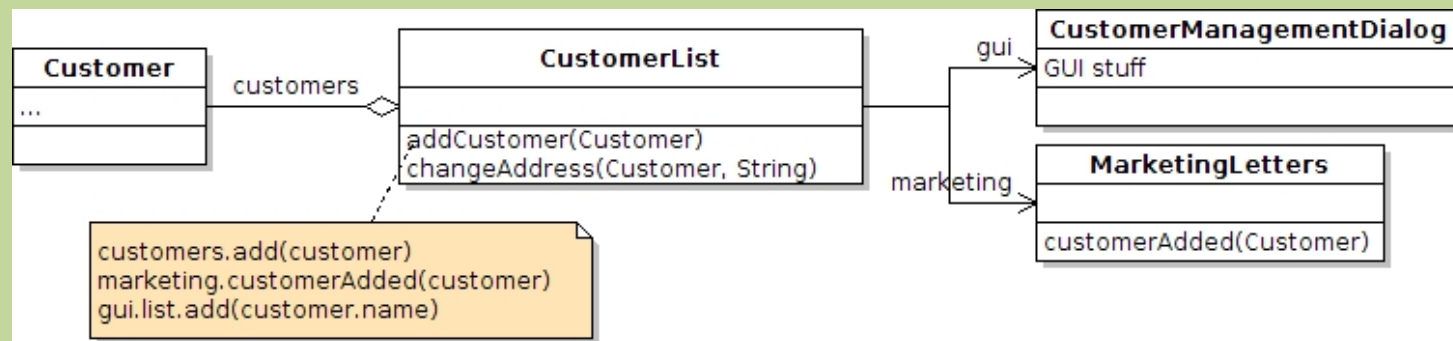 Customer
...
customers
CustomerList
addCustomer(Customer)
changeAddress(Customer, String)
gui
CustomerManagementDialog
GUI stuff
marketing
MarketingLetters
customerAdded(Customer)
customers.add(customer)
marketing.customerAdded(customer)
gui.list.add(customer.name)